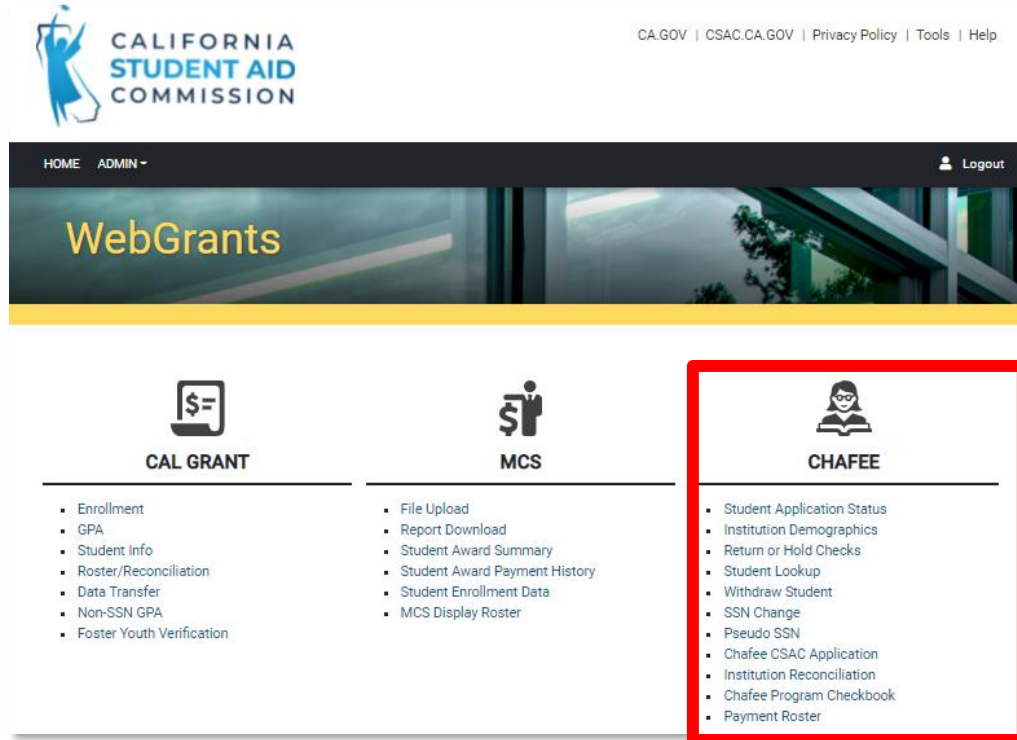 CALIFORNIA
STUDENT AID
COMMISSION
CA.GOV | CSAC.CA.GOV | Privacy Policy | Tools | Help
HOME ADMIN
Logout
WebGrants
$=
CAL GRANT
Enrollment
GPA
Student Info
Roster/Reconciliation
Data Transfer
Non-SSN GPA
Foster Youth Verification
$
MCS
File Upload
Report Download
Student Award Summary
Student Award Payment History
Student Enrollment Data
MCS Display Roster
CHAFEE
Student Application Status
Institution Demographics
Return or Hold Checks
Student Lookup
Withdraw Student
SSN Change
Pseudo SSN
Chafee CSAC Application
Institution Reconciliation
Chafee Program Checkbook
Payment Roster